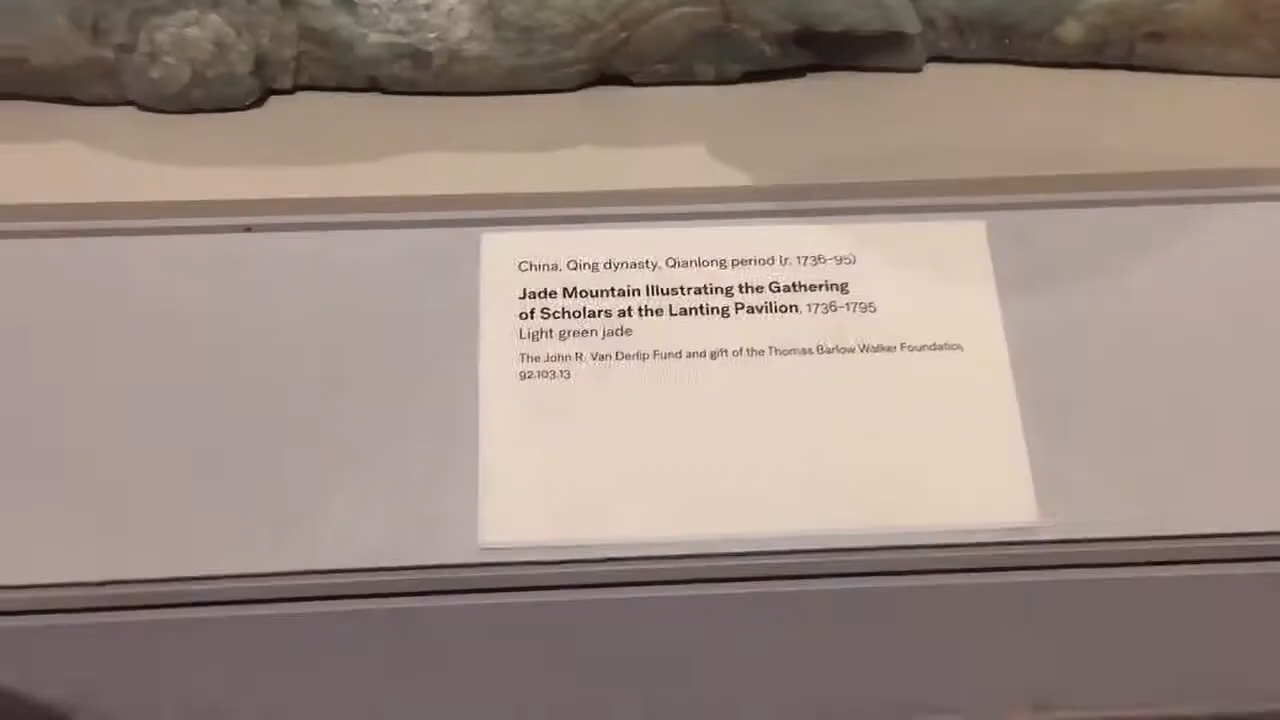 China, Qing dynasty, Qianlong period (r. 1736–95)
Jade Mountain Illustrating the Gathering
of Scholars at the Lanting Pavilion, 1736–1795
Light green jade
The John R. Van Derlip Fund and gift of the Thomas Barlow Walker Foundation
92.103.13